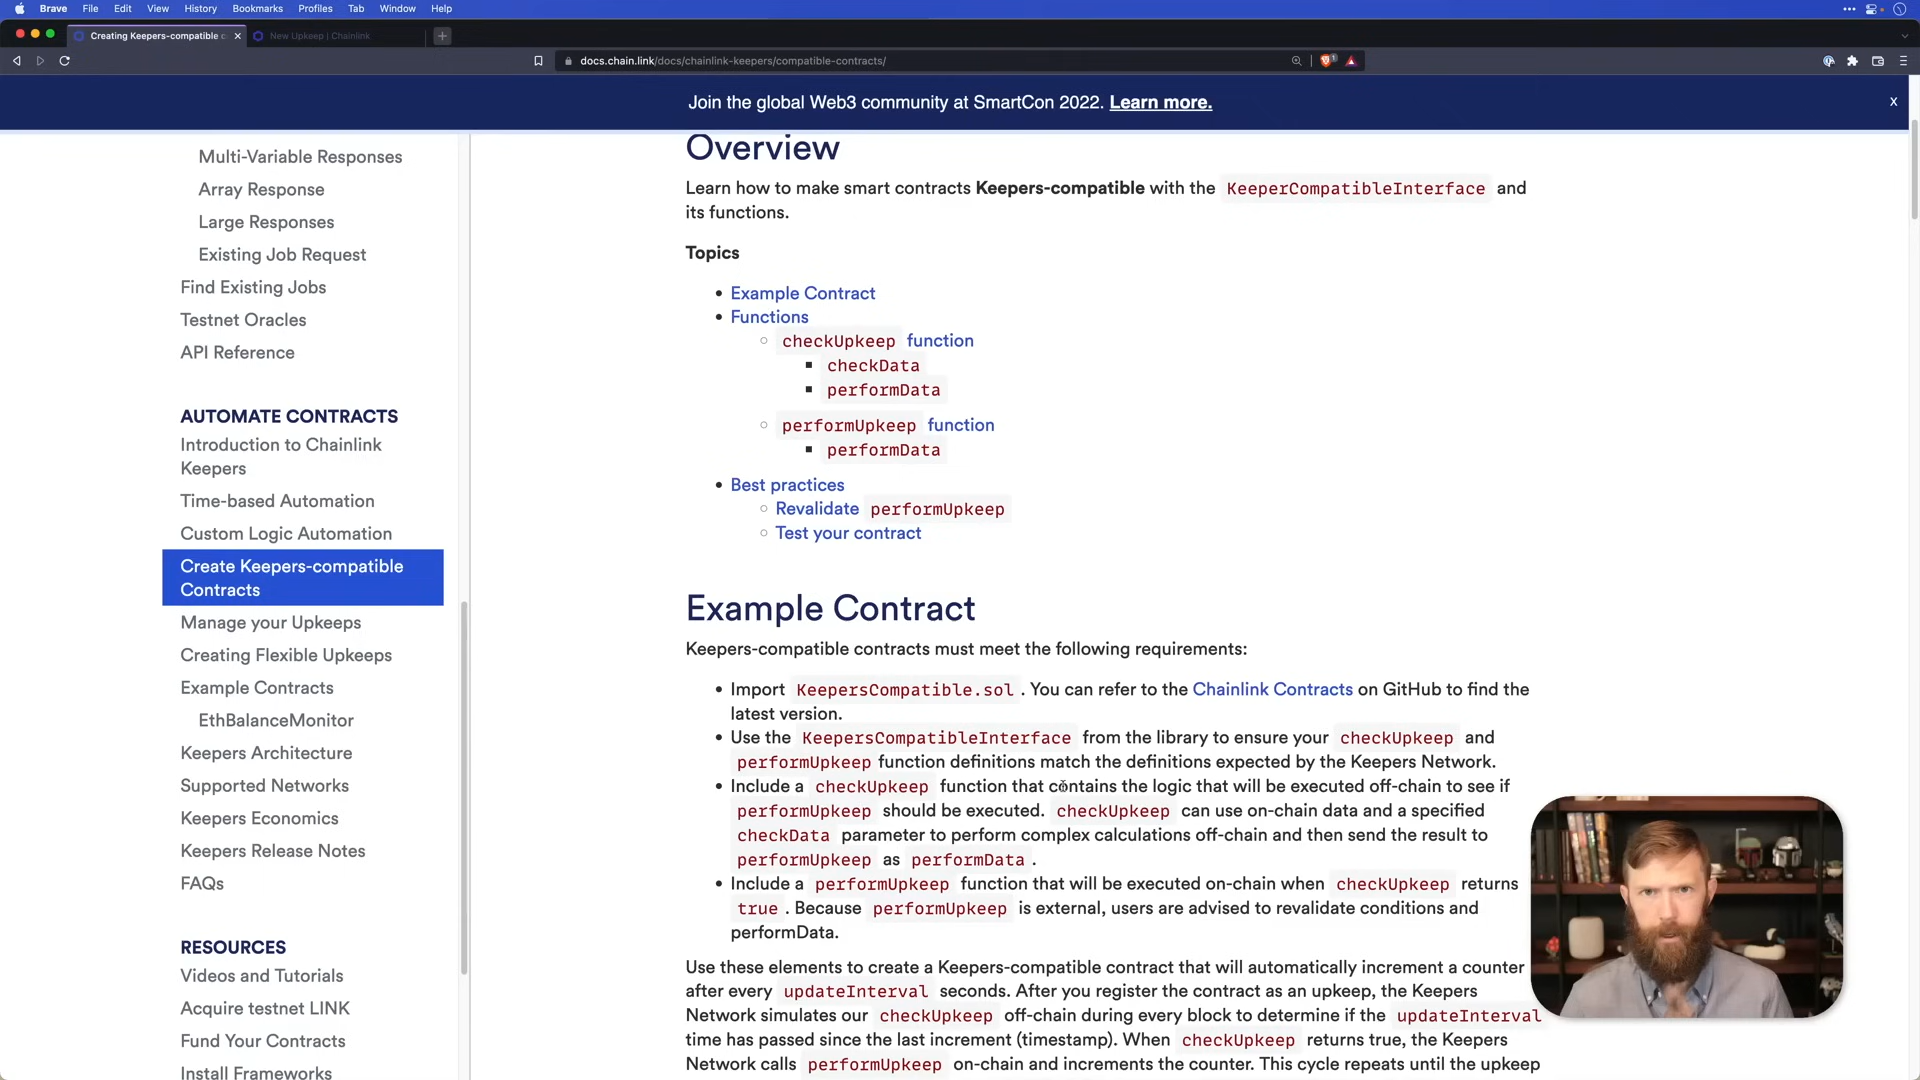 Brave File Edit View History Bookmarks Profiles Tab Window Help
Creating Keepers-compatible c
New Upkeep | Chainlink
docs.chain.link/docs/chainlink-keepers/compatible-contracts/
Join the global Web3 community at SmartCon 2022. Learn more. x
Multi-Variable Responses
Array Response
Large Responses
Existing Job Request
Find Existing Jobs
Testnet Oracles
API Reference
AUTOMATE CONTRACTS
Introduction to Chainlink
Keepers
Time-based Automation
Custom Logic Automation
Create Keepers-compatible
Contracts
Manage your Upkeeps
Creating Flexible Upkeeps
Example Contracts
EthBalanceMonitor
Keepers Architecture
Supported Networks
Keepers Economics
Keepers Release Notes
FAQs
RESOURCES
Videos and Tutorials
Acquire testnet LINK
Fund Your Contracts
Install Frameworks
Overview
Learn how to make smart contracts Keepers-compatible with the KeeperCompatibleInterface and
its functions.
Topics
• Example Contract
• Functions
checkUpkeep function
checkData
performData
performUpkeep function
performData
• Best practices
Revalidate performUpkeep
Test your contract
Example Contract
Keepers-compatible contracts must meet the following requirements:
• Import KeepersCompatible.sol . You can refer to the Chainlink Contracts on GitHub to find the
latest version.
• Use the KeepersCompatibleInterface from the library to ensure your checkUpkeep and
performUpkeep function definitions match the definitions expected by the Keepers Network.
• Include a checkUpkeep function that contains the logic that will be executed off-chain to see if
performUpkeep should be executed. checkUpkeep can use on-chain data and a specified
checkData parameter to perform complex calculations off-chain and then send the result to
performUpkeep as performData .
• Include a performUpkeep function that will be executed on-chain when checkUpkeep returns
true . Because performUpkeep is external, users are advised to revalidate conditions and
performData.
Use these elements to create a Keepers-compatible contract that will automatically increment a counter
after every updateInterval seconds. After you register the contract as an upkeep, the Keepers
Network simulates our checkUpkeep off-chain during every block to determine if the updateInterval
time has passed since the last increment (timestamp). When checkUpkeep returns true, the Keepers
Network calls performUpkeep on-chain and increments the counter. This cycle repeats until the upkeep